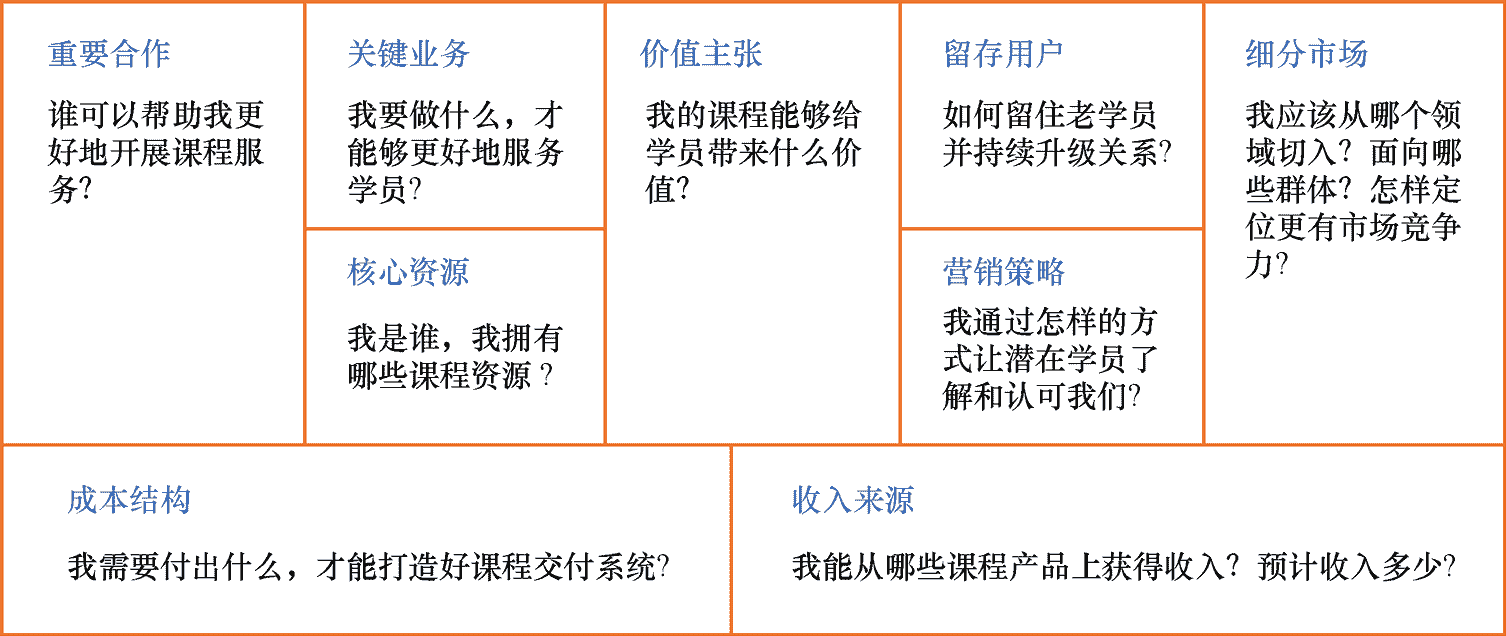 重要合作
谁可以帮助我更
好地开展课程服
务？
关键业务
我要做什么，才
能够更好地服务
学员？
核心资源
我是谁，我拥有
哪些课程资源？
价值主张
我的课程能够给
学员带来什么价
值？
留存用户
如何留住老学员
并持续升级关系？
营销策略
我通过怎样的方
式让潜在学员了
解和认可我们？
细分市场
我应该从哪个领
域切入？面向哪
些群体？怎样定
位更有市场竞争
力？
成本结构
我需要付出什么，才能打造好课程交付系统？
收入来源
我能从哪些课程产品上获得收入？预计收入多少？